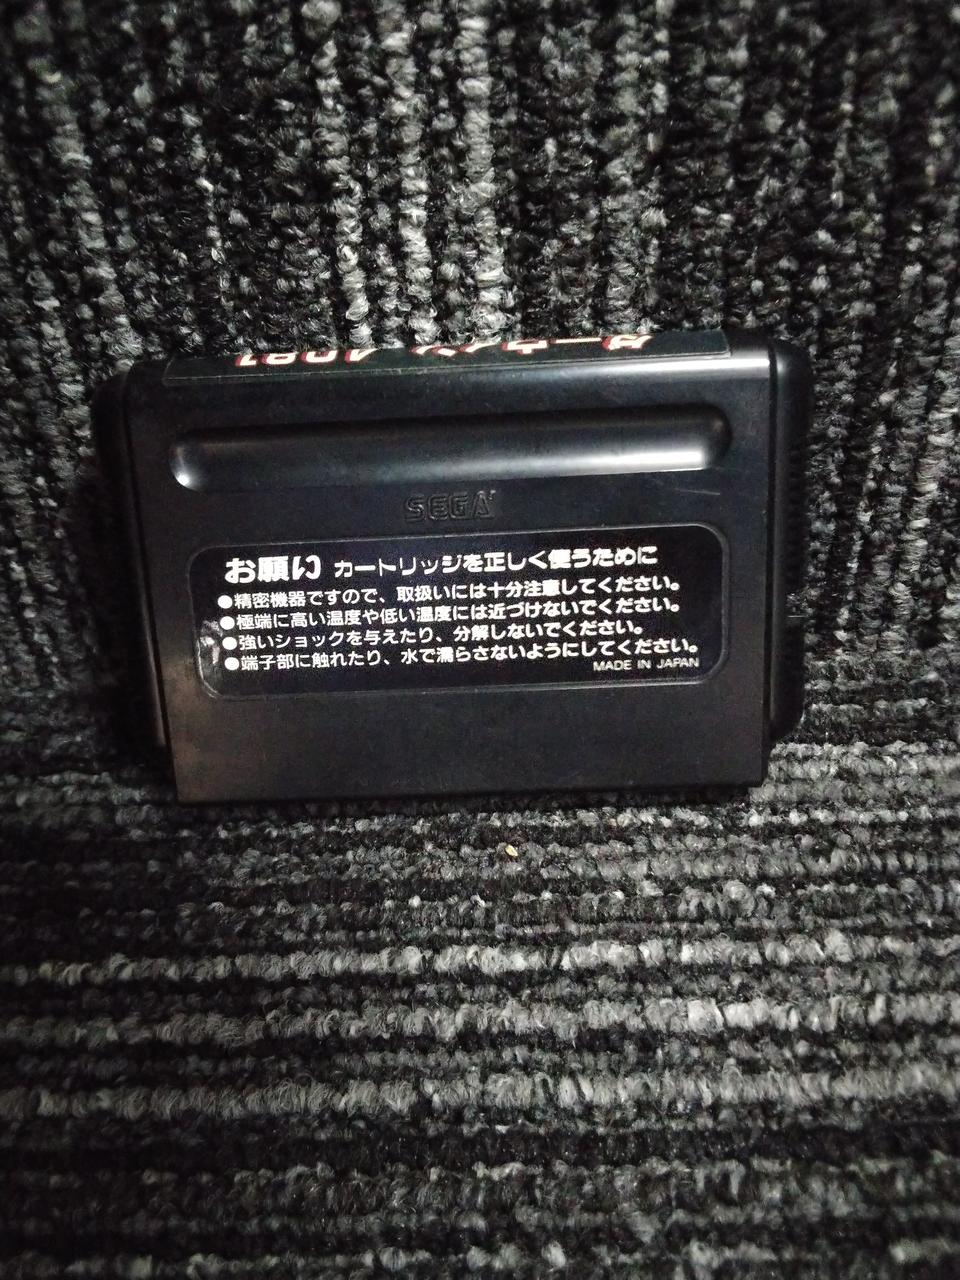 ダーウィン 4081
SEGA
お願い カートリッジを正しく使うために
●精密機器ですので、取扱いには十分注意してください。
●極端に高い温度や低い温度には近づけないでください。
●強いショックを与えたり、分解しないでください。
●端子部に触れたり、水で濡らさないようにしてください。
MADE IN JAPAN